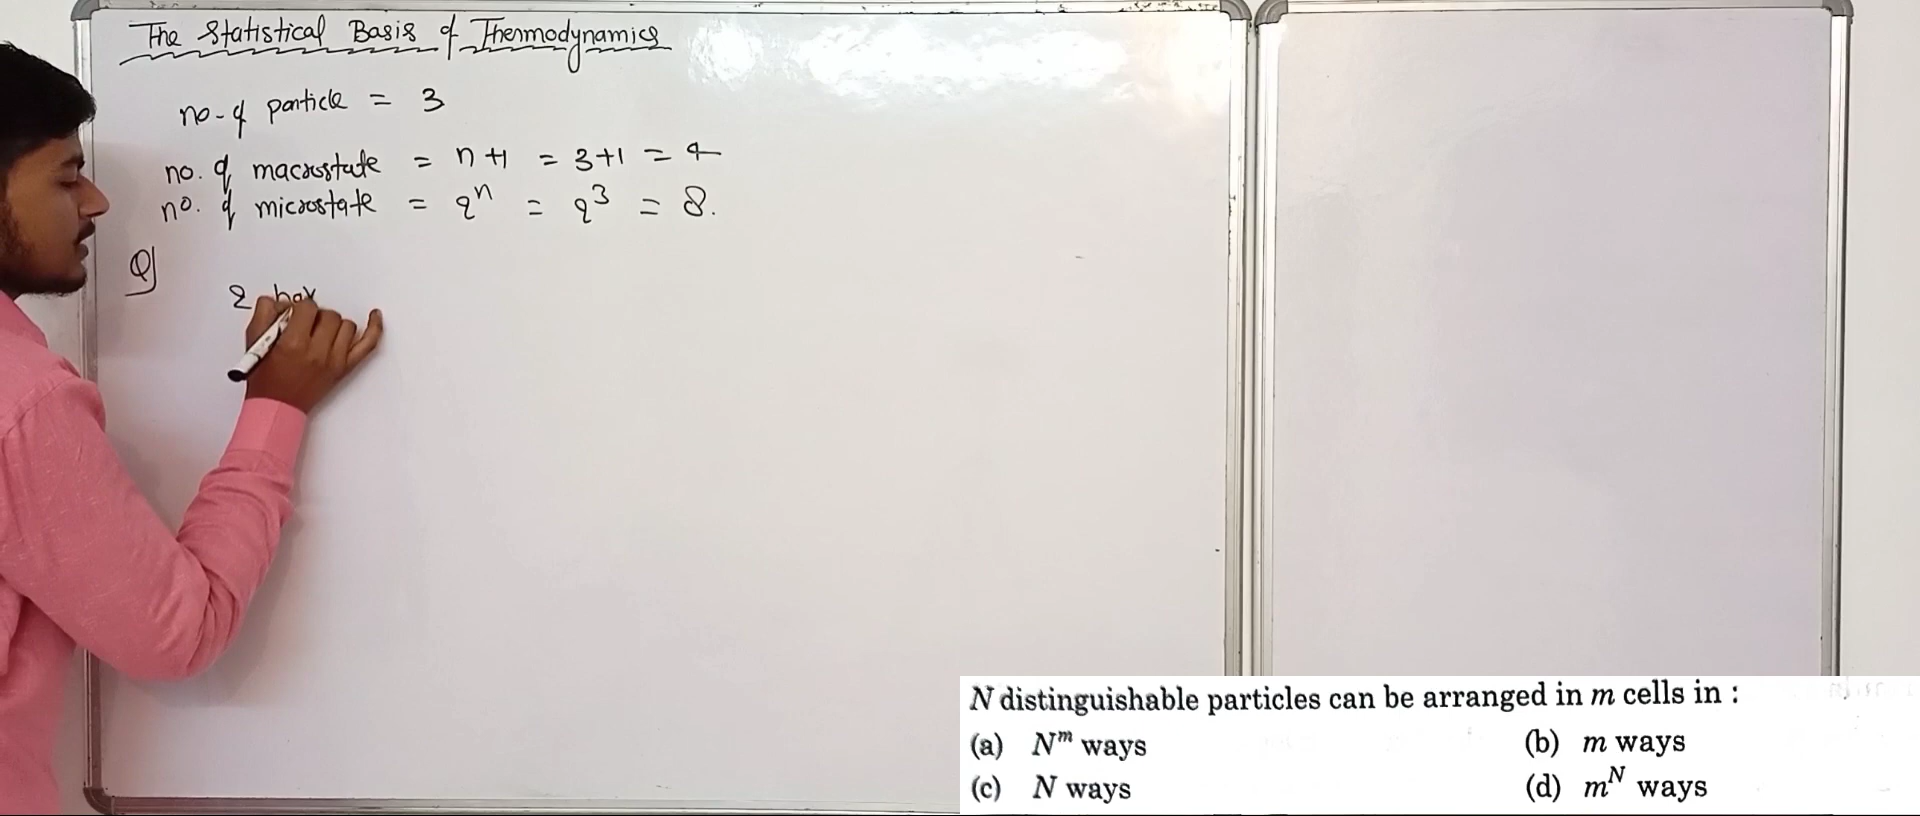 The Statistical Basis of Thermodynamics
no. of particle = 3
no. of macrostate = n+1 = 3+1 = 4
no. of microstate = 2ⁿ = 2³ = 8.
Q)
2 box
N distinguishable particles can be arranged in m cells in :
(a) Nᵐ ways (b) m ways
(c) N ways (d) mᴺ ways